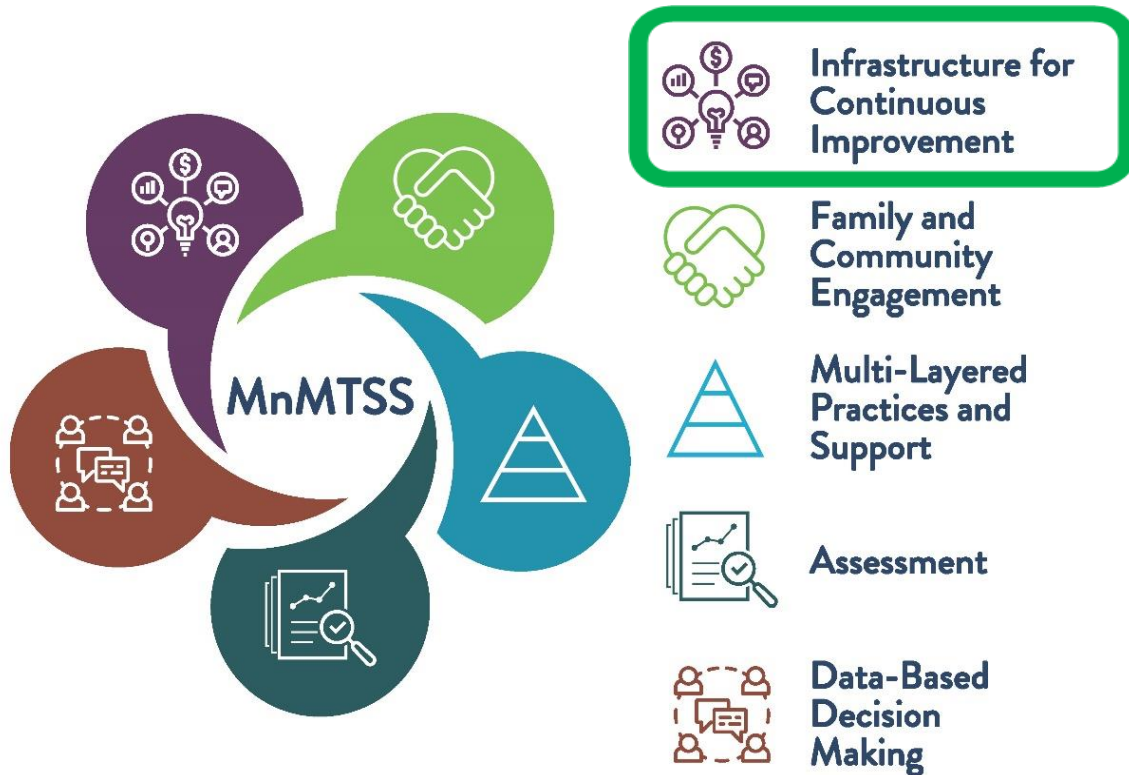 MnMTSS
Infrastructure for
Continuous
Improvement
Family and
Community
Engagement
Multi-Layered
Practices and
Support
Assessment
Data-Based
Decision
Making